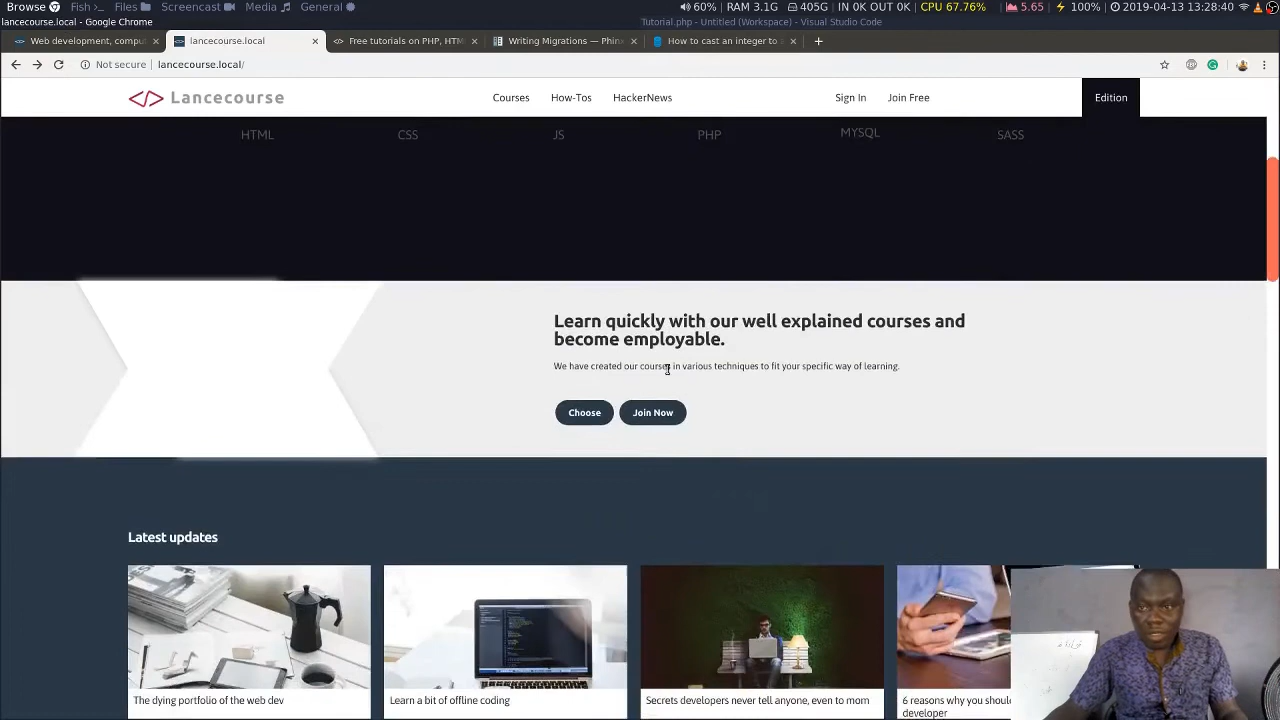 Browse Fish >_ Files Screencast Media General 60% RAM 3.1G 405G IN 0K OUT 0K CPU 67.76% 5.65 100% 2019-04-13 13:28:40
lancecourse.local - Google Chrome Tutorial.php - Untitled (Workspace) - Visual Studio Code
Web development, compu lancecourse.local Free tutorials on PHP, HTM Writing Migrations — Phin How to cast an integer to
Not secure lancecourse.local/
Lancecourse Courses How-Tos HackerNews Sign In Join Free Edition
HTML CSS JS PHP MYSQL SASS
Learn quickly with our well explained courses and
become employable.
We have created our courses in various techniques to fit your specific way of learning.
Choose Join Now
Latest updates
The dying portfolio of the web dev
Learn a bit of offline coding
Secrets developers never tell anyone, even to mom
6 reasons why you shoul
developer